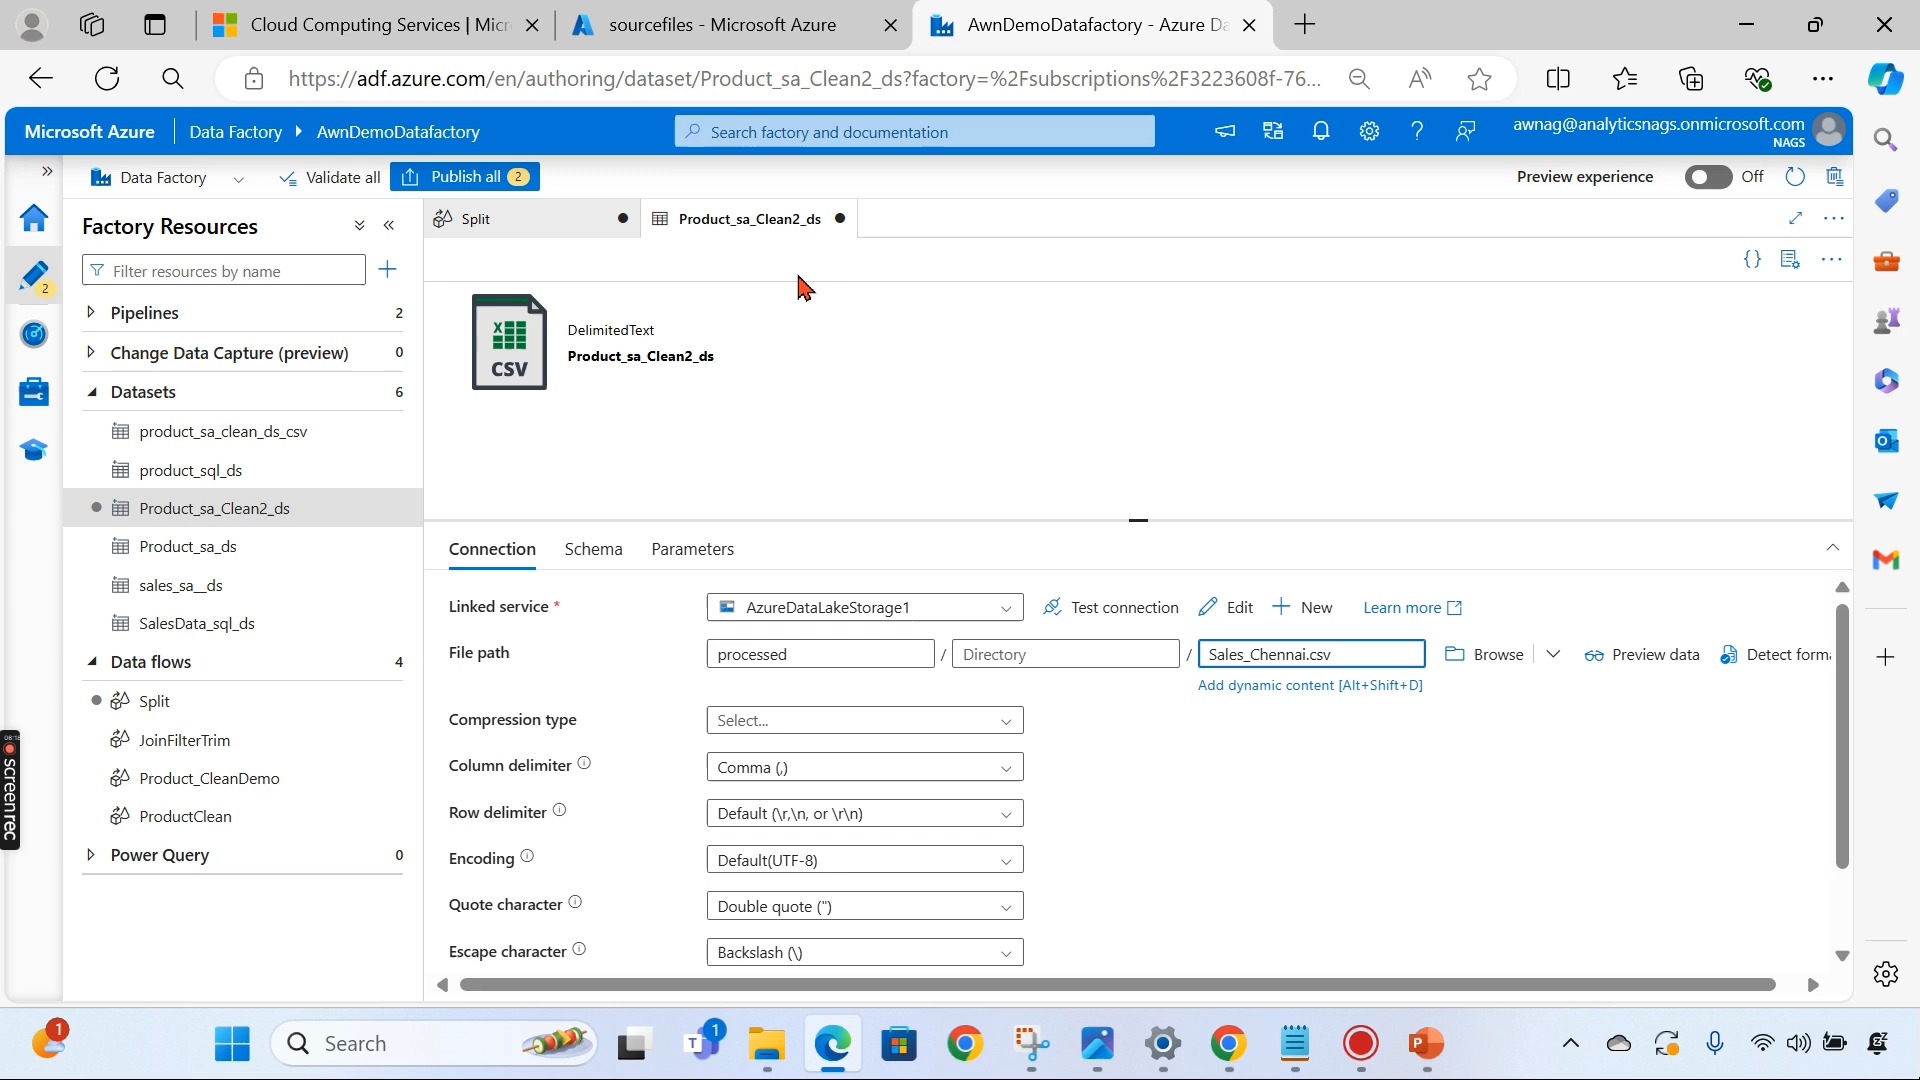 Cloud Computing Services | Micr
sourcefiles - Microsoft Azure
AwnDemoDatafactory - Azure Da
https://adf.azure.com/en/authoring/dataset/Product_sa_Clean2_ds?factory=%2Fsubscriptions%2F3223608f-76...
Microsoft Azure
Data Factory
AwnDemoDatafactory
Search factory and documentation
awnag@analyticsnags.onmicrosoft.com
NAGS
Data Factory
Validate all
Publish all 2
Preview experience
Off
Factory Resources
Split
Product_sa_Clean2_ds
Filter resources by name
2
Pipelines 2
Change Data Capture (preview) 0
Datasets 6
product_sa_clean_ds_csv
product_sql_ds
Product_sa_Clean2_ds
Product_sa_ds
sales_sa__ds
SalesData_sql_ds
Data flows 4
Split
JoinFilterTrim
Product_CleanDemo
ProductClean
Power Query 0
CSV
DelimitedText
Product_sa_Clean2_ds
Connection
Schema
Parameters
Linked service *
AzureDataLakeStorage1
Test connection
Edit
New
Learn more
File path
processed
/
Directory
/
Sales_Chennai.csv
Browse
Preview data
Detect forma
Add dynamic content [Alt+Shift+D]
Compression type
Select...
Column delimiter
Comma (,)
Row delimiter
Default (\r,\n, or \r\n)
Encoding
Default(UTF-8)
Quote character
Double quote (")
Escape character
Backslash (\)
screenrec
1
Search
1